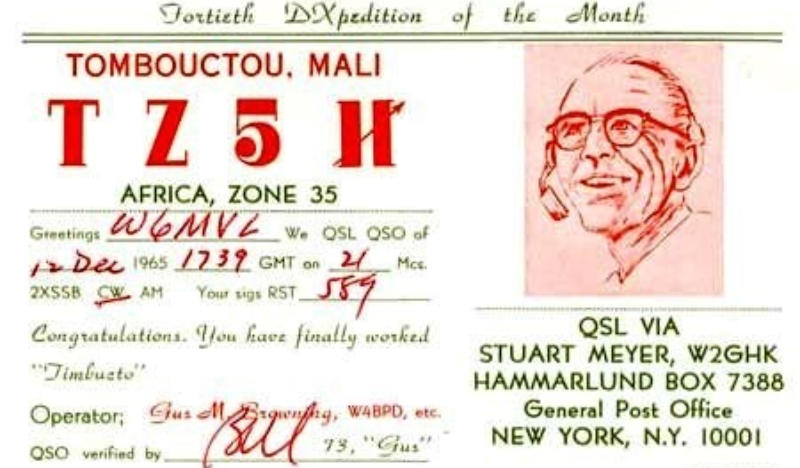 Fortieth DXpedition of the Month
TOMBOUCTOU, MALI
TZ5H
AFRICA, ZONE 35
Greetings W6MVL We QSL QSO of
12 Dec 1965 1739 GMT on 21 Mcs.
2XSSB CW AM Your sigs RST 589
Congratulations. You have finally worked
"Timbucto"
Operator; Gus M. Browning, W4BPD, etc.
QSO verified by Bill 73, "Gus"
QSL VIA
STUART MEYER, W2GHK
HAMMARLUND BOX 7388
General Post Office
NEW YORK, N.Y. 10001